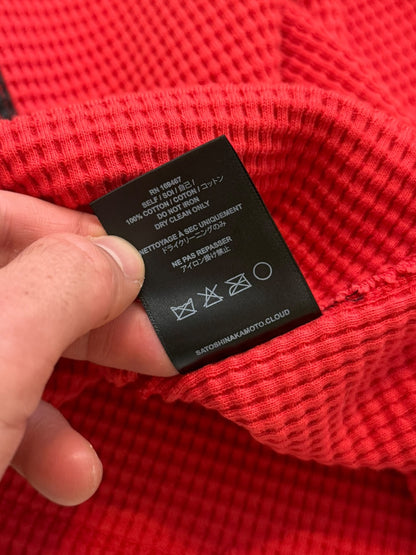 RN 169467
SELF / SOI / 自己 /
100% COTTON / COTON / コットン
DO NOT IRON
DRY CLEAN ONLY
NETTOYAGE À SEC UNIQUEMENT
ドライクリーニングのみ
NE PAS REPASSER
アイロン掛け禁止
SATOSHINAKAMOTO.CLOUD